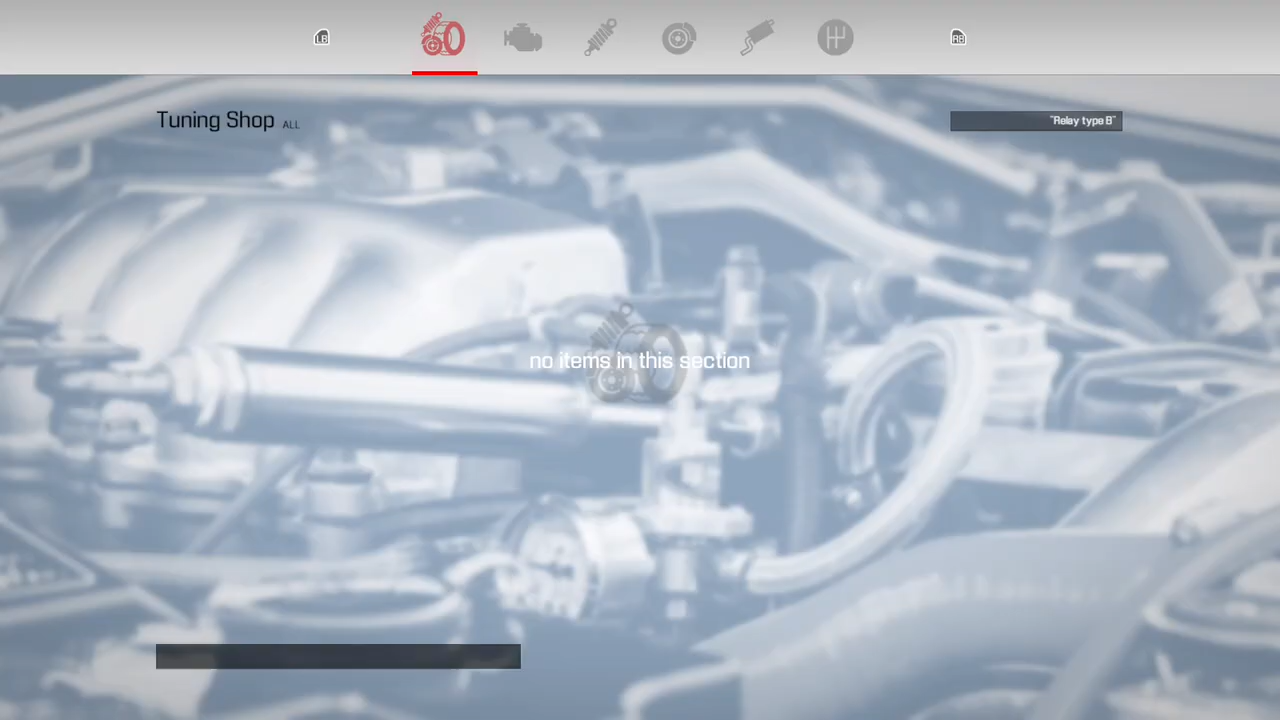 LB
RB
Tuning Shop ALL
"Relay type B"
no items in this section